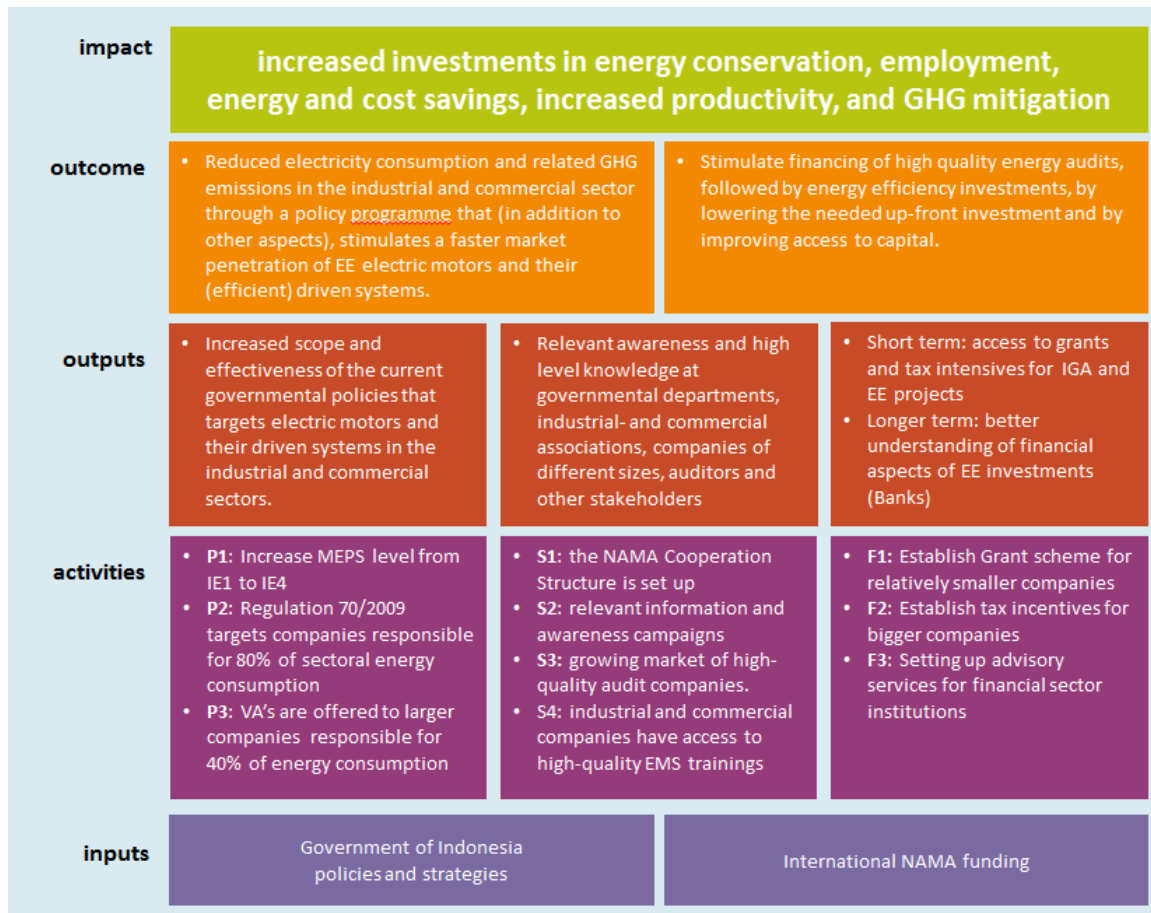 impact
increased investments in energy conservation, employment,
energy and cost savings, increased productivity, and GHG mitigation
outcome
• Reduced electricity consumption and related GHG
emissions in the industrial and commercial sector
through a policy programme that (in addition to
other aspects), stimulates a faster market
penetration of EE electric motors and their
(efficient) driven systems.
• Stimulate financing of high quality energy audits,
followed by energy efficiency investments, by
lowering the needed up-front investment and by
improving access to capital.
outputs
• Increased scope and
effectiveness of the current
governmental policies that
targets electric motors and
their driven systems in the
industrial and commercial
sectors.
• Relevant awareness and high
level knowledge at
governmental departments,
industrial- and commercial
associations, companies of
different sizes, auditors and
other stakeholders
• Short term: access to grants
and tax intensives for IGA and
EE projects
• Longer term: better
understanding of financial
aspects of EE investments
(Banks)
activities
• P1: Increase MEPS level from
IE1 to IE4
• P2: Regulation 70/2009
targets companies responsible
for 80% of sectoral energy
consumption
• P3: VA's are offered to larger
companies responsible for
40% of energy consumption
• S1: the NAMA Cooperation
Structure is set up
• S2: relevant information and
awareness campaigns
• S3: growing market of high-
quality audit companies.
• S4: industrial and commercial
companies have access to
high-quality EMS trainings
• F1: Establish Grant scheme for
relatively smaller companies
• F2: Establish tax incentives for
bigger companies
• F3: Setting up advisory
services for financial sector
institutions
inputs
Government of Indonesia
policies and strategies
International NAMA funding